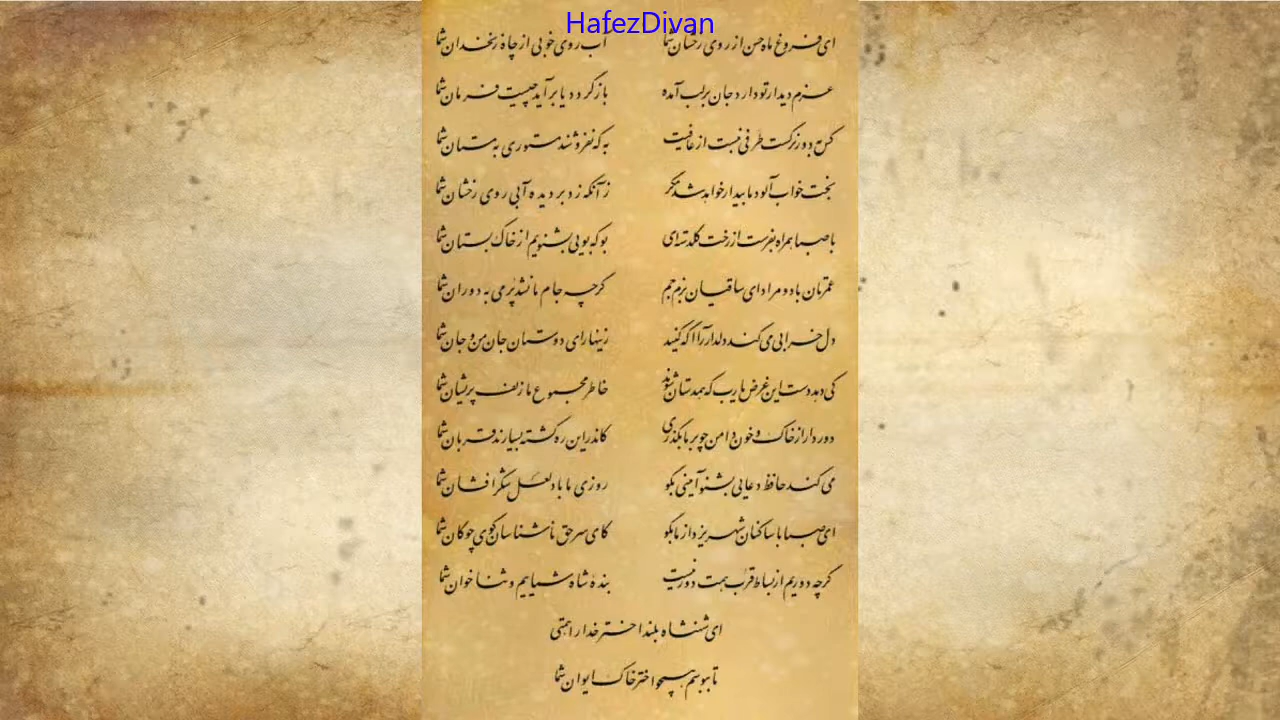 HafezDivan
ای فروغ ماه حسن از روی رخشان شما آب روی خوبی از چاه زنخدان شما
عزم دیدار تو دارد جان بر لب آمده بازگردد یا برآید چیست فرمان شما
کس به دور نرگست طرفی نبست از عافیت به که نفروشند مستوری به مستان شما
بخت خواب آلود ما بیدار خواهد شد مگر زانکه زد بر دیده آبی روی رخشان شما
با صبا همراه بفرست از رخت گلدسته‌ای بو که بویی بشنویم از خاک بستان شما
عمرتان باد و مراد ای ساقیان بزم جم گرچه جام ما نشد پر می به دوران شما
دل خرابی می‌کند دلدار را آگه کنید زینهار ای دوستان جان من و جان شما
کی دهد دست این غرض یا رب که همدستان شوند خاطر مجموع ما زلف پریشان شما
دور دار از خاک و خون دامن چو بر ما بگذری کاندر این ره کشته بسیارند قربان شما
می‌کند حافظ دعایی بشنو آمینی بگو روزی ما باد لعل شکرافشان شما
ای صبا با ساکنان شهر یزد از ما بگو کای سر حق ناشناسان گوی چوگان شما
گرچه دوریم از بساط قرب همت دور نیست بنده شاه شماییم و ثناخوان شما
ای شهنشاه بلند اختر خدا را همتی
تا ببوسم همچو اختر خاک ایوان شما